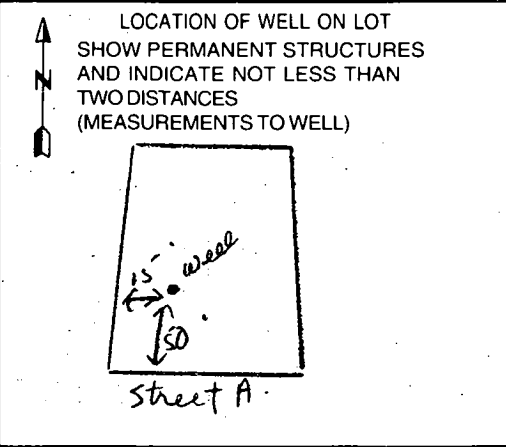 LOCATION OF WELL ON LOT
SHOW PERMANENT STRUCTURES
AND INDICATE NOT LESS THAN
TWO DISTANCES
(MEASUREMENTS TO WELL)
N
15'
well
50'
Street A.